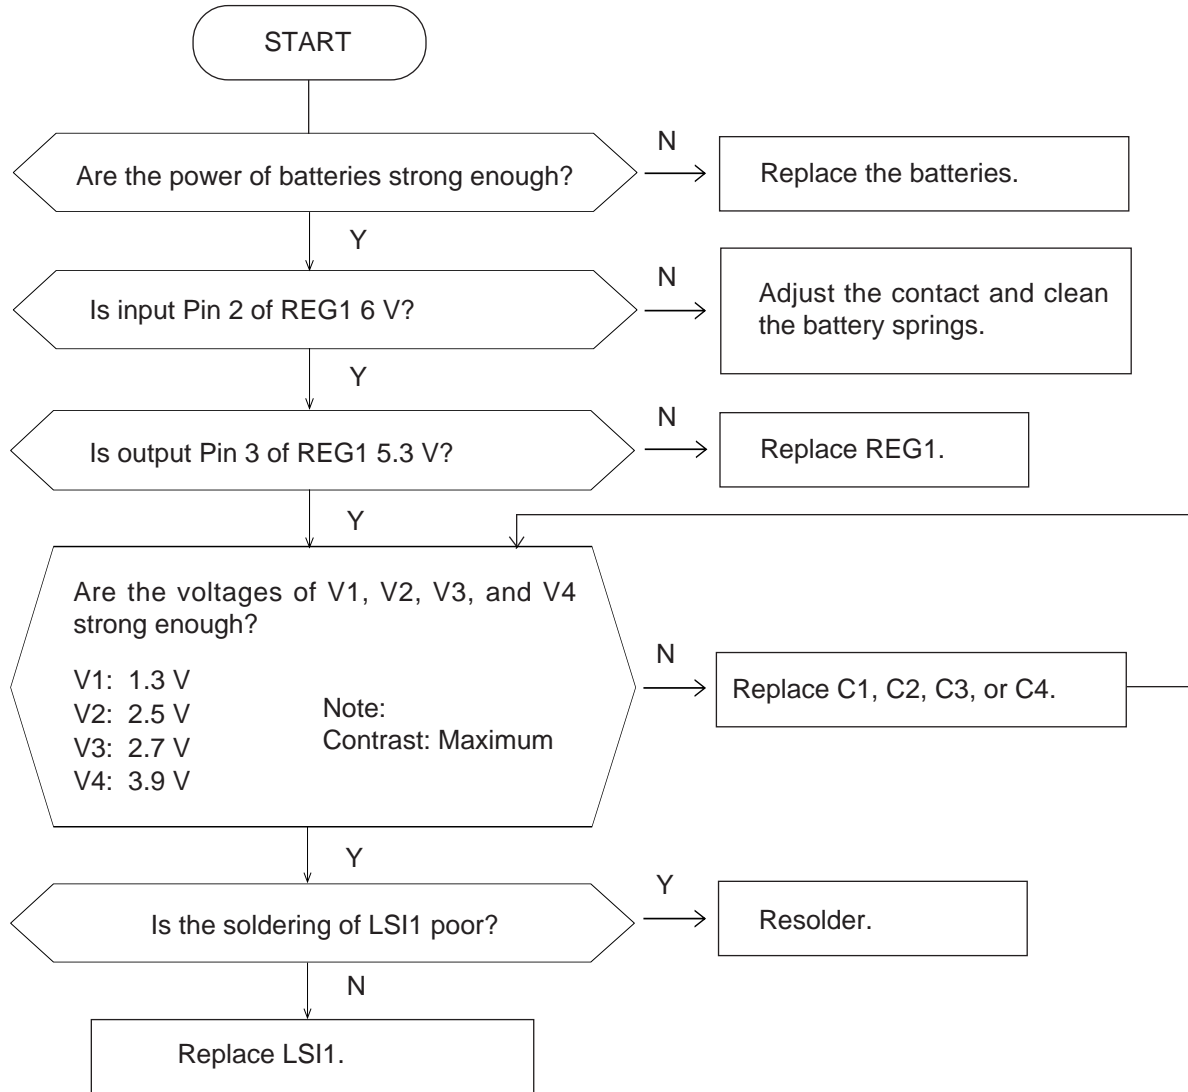 START
Are the power of batteries strong enough?
N
Replace the batteries.
Y
Is input Pin 2 of REG1 6 V?
N
Adjust the contact and clean
the battery springs.
Y
Is output Pin 3 of REG1 5.3 V?
N
Replace REG1.
Y
Are the voltages of V1, V2, V3, and V4
strong enough?
V1: 1.3 V
V2: 2.5 V
V3: 2.7 V
V4: 3.9 V
Note:
Contrast: Maximum
N
Replace C1, C2, C3, or C4.
Y
Is the soldering of LSI1 poor?
Y
Resolder.
N
Replace LSI1.